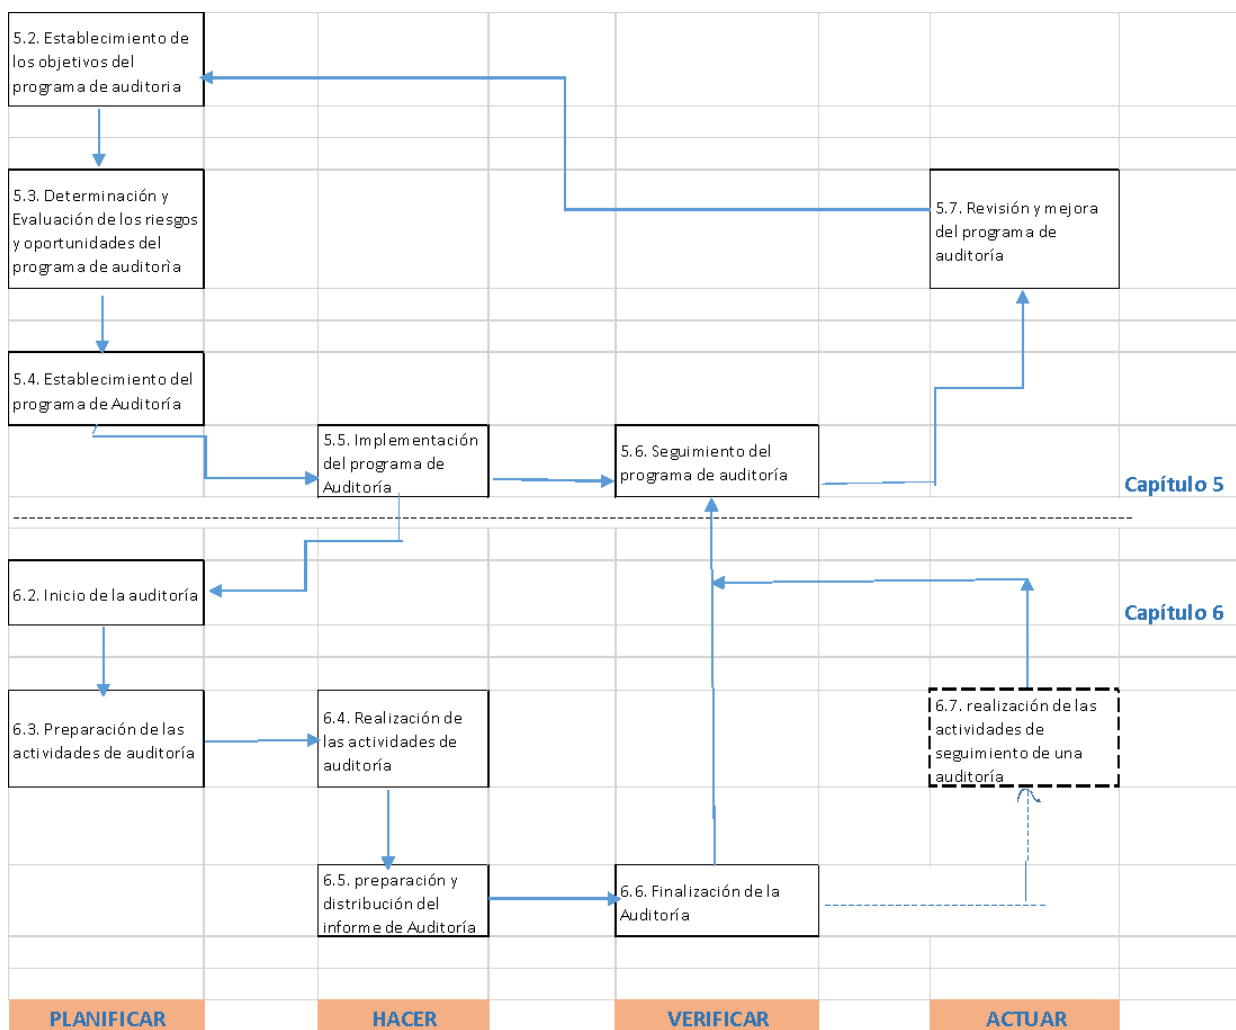 5.2. Establecimiento de
los objetivos del
programa de auditoria
5.3. Determinación y
Evaluación de los riesgos
y oportunidades del
programa de auditorìa
5.7. Revisión y mejora
del programa de
auditoría
5.4. Establecimiento del
programa de Auditoría
5.5. Implementación
del programa de
Auditoría
5.6. Seguimiento del
programa de auditoría
Capítulo 5
6.2. Inicio de la auditoría
Capítulo 6
6.3. Preparación de las
actividades de auditoría
6.4. Realización de
las actividades de
auditoría
6.7. realización de las
actividades de
seguimiento de una
auditoría
6.5. preparación y
distribución del
informe de Auditoría
6.6. Finalización de la
Auditoría
PLANIFICAR
HACER
VERIFICAR
ACTUAR